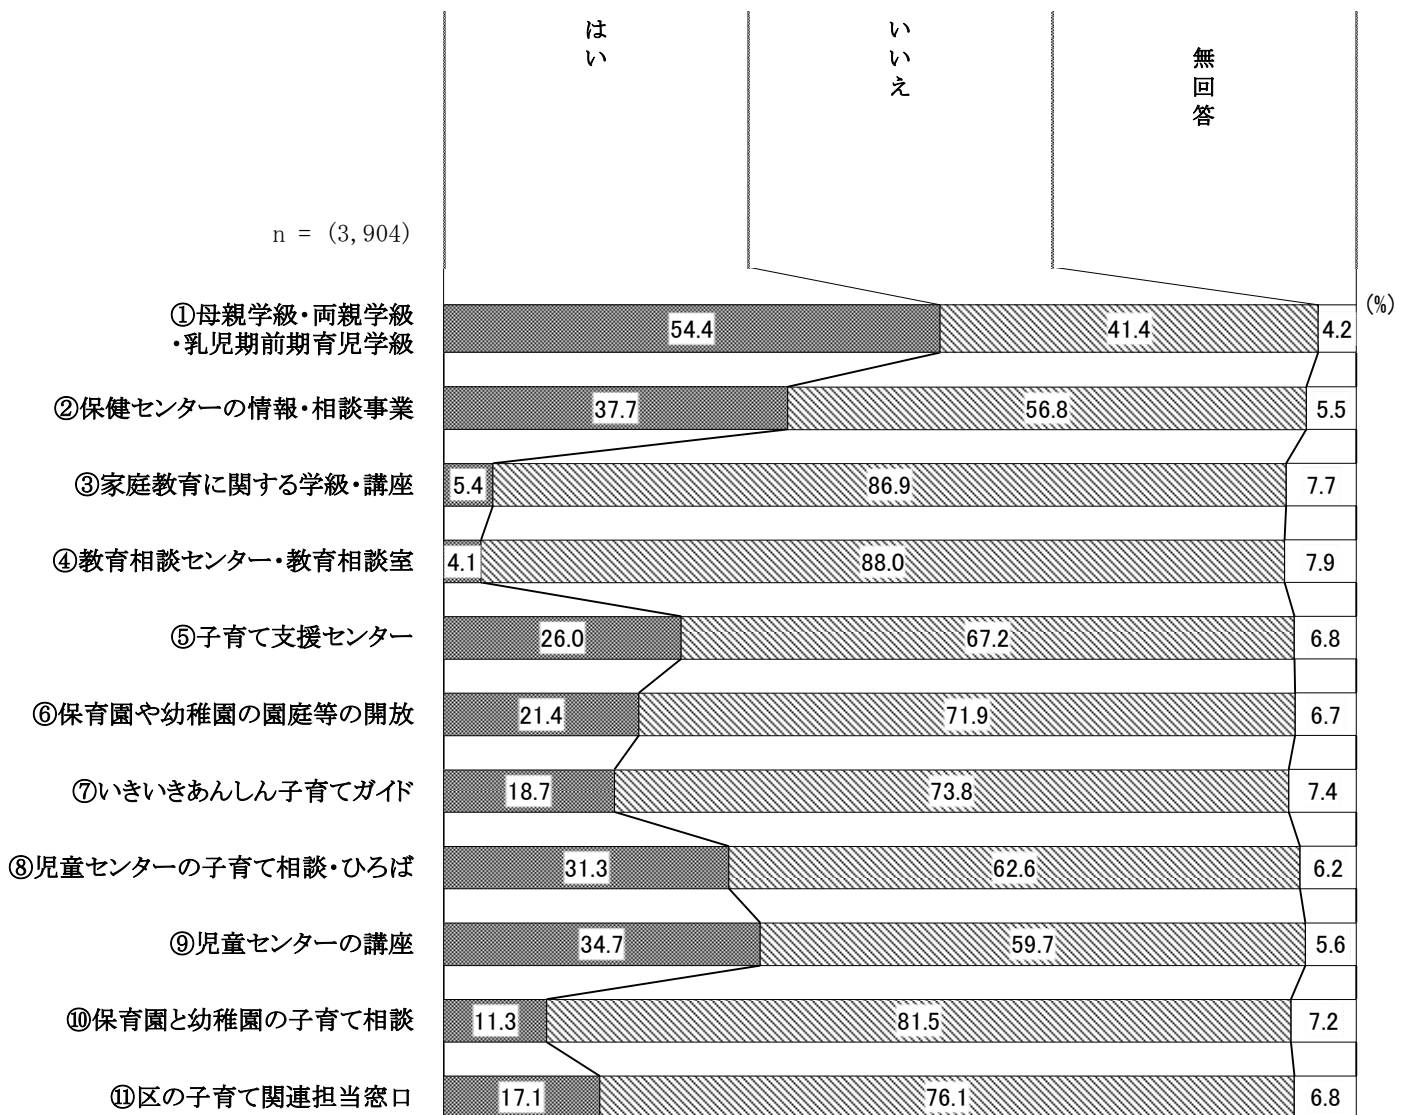 はい
いいえ
無回答
n = (3,904)
(%)
①母親学級・両親学級
・乳児期前期育児学級
54.4
41.4
4.2
②保健センターの情報・相談事業
37.7
56.8
5.5
③家庭教育に関する学級・講座
5.4
86.9
7.7
④教育相談センター・教育相談室
4.1
88.0
7.9
⑤子育て支援センター
26.0
67.2
6.8
⑥保育園や幼稚園の園庭等の開放
21.4
71.9
6.7
⑦いきいきあんしん子育てガイド
18.7
73.8
7.4
⑧児童センターの子育て相談・ひろば
31.3
62.6
6.2
⑨児童センターの講座
34.7
59.7
5.6
⑩保育園と幼稚園の子育て相談
11.3
81.5
7.2
⑪区の子育て関連担当窓口
17.1
76.1
6.8